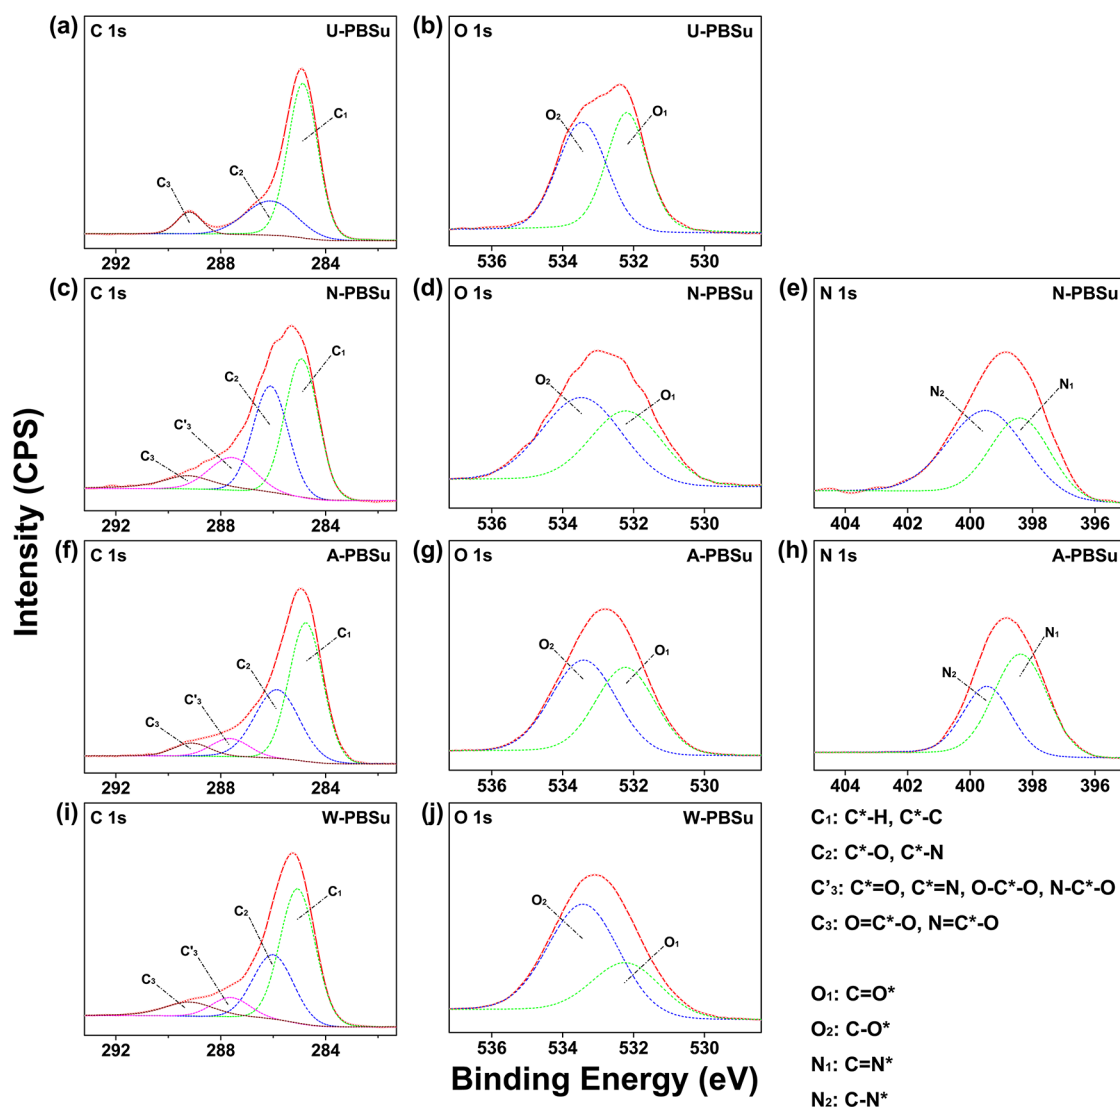 (a) C 1s U-PBSu
C3
C2
C1
292 288 284
(b) O 1s U-PBSu
O2
O1
536 534 532 530
(c) C 1s N-PBSu
C3
C'3
C2
C1
292 288 284
(d) O 1s N-PBSu
O2
O1
536 534 532 530
(e) N 1s N-PBSu
N2
N1
404 402 400 398 396
(f) C 1s A-PBSu
C3
C'3
C2
C1
292 288 284
(g) O 1s A-PBSu
O2
O1
536 534 532 530
(h) N 1s A-PBSu
N2
N1
404 402 400 398 396
(i) C 1s W-PBSu
C3
C'3
C2
C1
292 288 284
(j) O 1s W-PBSu
O2
O1
536 534 532 530
C1: C*-H, C*-C
C2: C*-O, C*-N
C'3: C*=O, C*=N, O-C*-O, N-C*-O
C3: O=C*-O, N=C*-O
O1: C=O*
O2: C-O*
N1: C=N*
N2: C-N*
Intensity (CPS)
Binding Energy (eV)